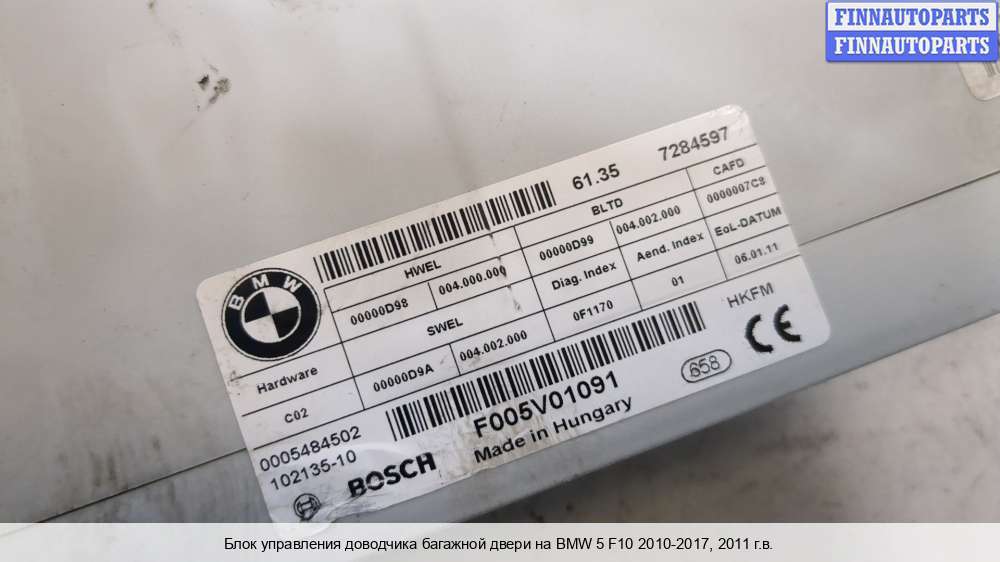 FINNAUTOPARTS
FINNAUTOPARTS
61.35 7284597
HWEL BLTD CAFD
00000D98 004.000.000 00000D99 004.002.000 0000007C8
SWEL Diag. Index Aend. Index EoL-DATUM
Hardware 00000D9A 004.002.000 0F1170 01 06.01.11
C02
HKFM
BMW
0005484502
102135-10
F005V01091
658
CE
BOSCH Made in Hungary
Блок управления доводчика багажной двери на BMW 5 F10 2010-2017, 2011 г.в.